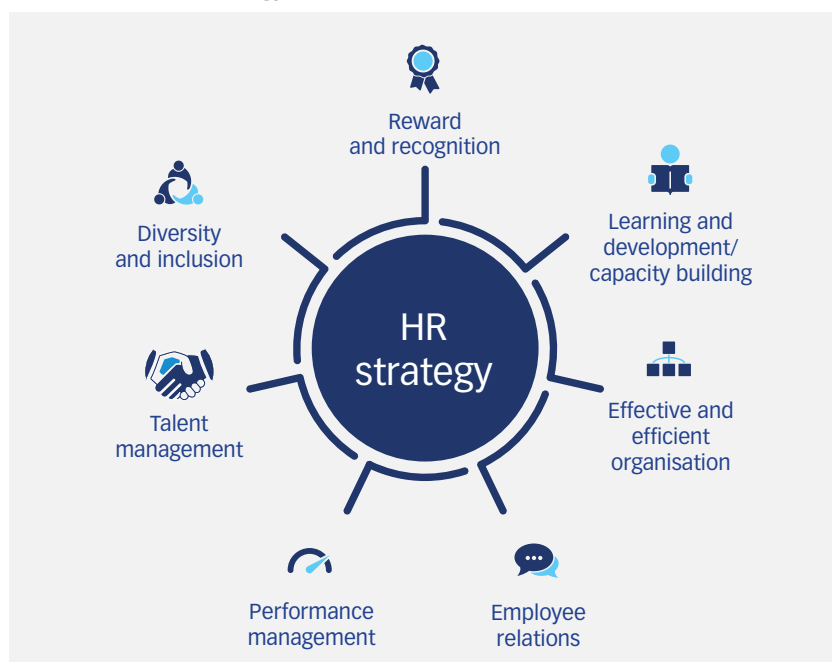 Reward
and recognition
Learning and
development/
capacity building
Diversity
and inclusion
HR
strategy
Talent
management
Effective and
efficient
organisation
Performance
management
Employee
relations